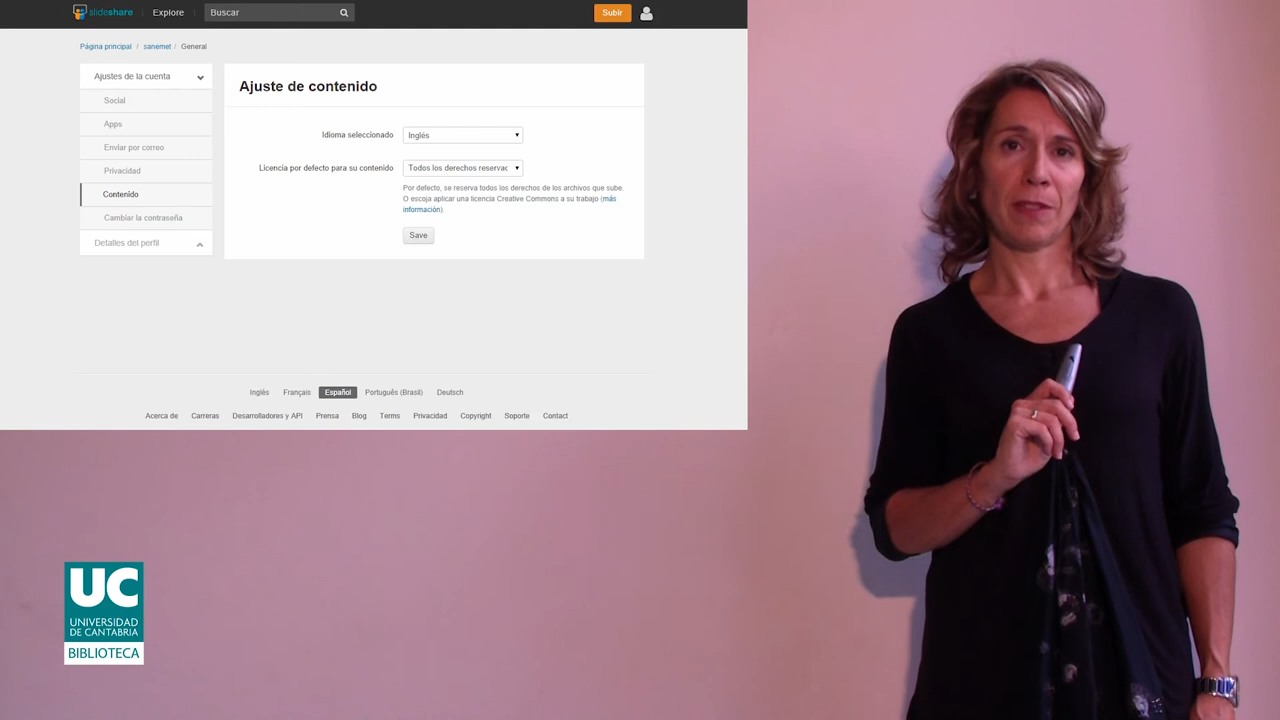 slideshare
Explore
Buscar
Subir
Página principal / sanemet / General
Ajustes de la cuenta
Social
Apps
Enviar por correo
Privacidad
Contenido
Cambiar la contraseña
Detalles del perfil
Ajuste de contenido
Idioma seleccionado
Inglés
Licencia por defecto para su contenido
Todos los derechos reservac
Por defecto, se reserva todos los derechos de los archivos que sube.
O escoja aplicar una licencia Creative Commons a su trabajo (más
información).
Save
Inglés Français Español Português (Brasil) Deutsch
Acerca de Carreras Desarrolladores y API Prensa Blog Terms Privacidad Copyright Soporte Contact
UC
UNIVERSIDAD
DE CANTABRIA
BIBLIOTECA